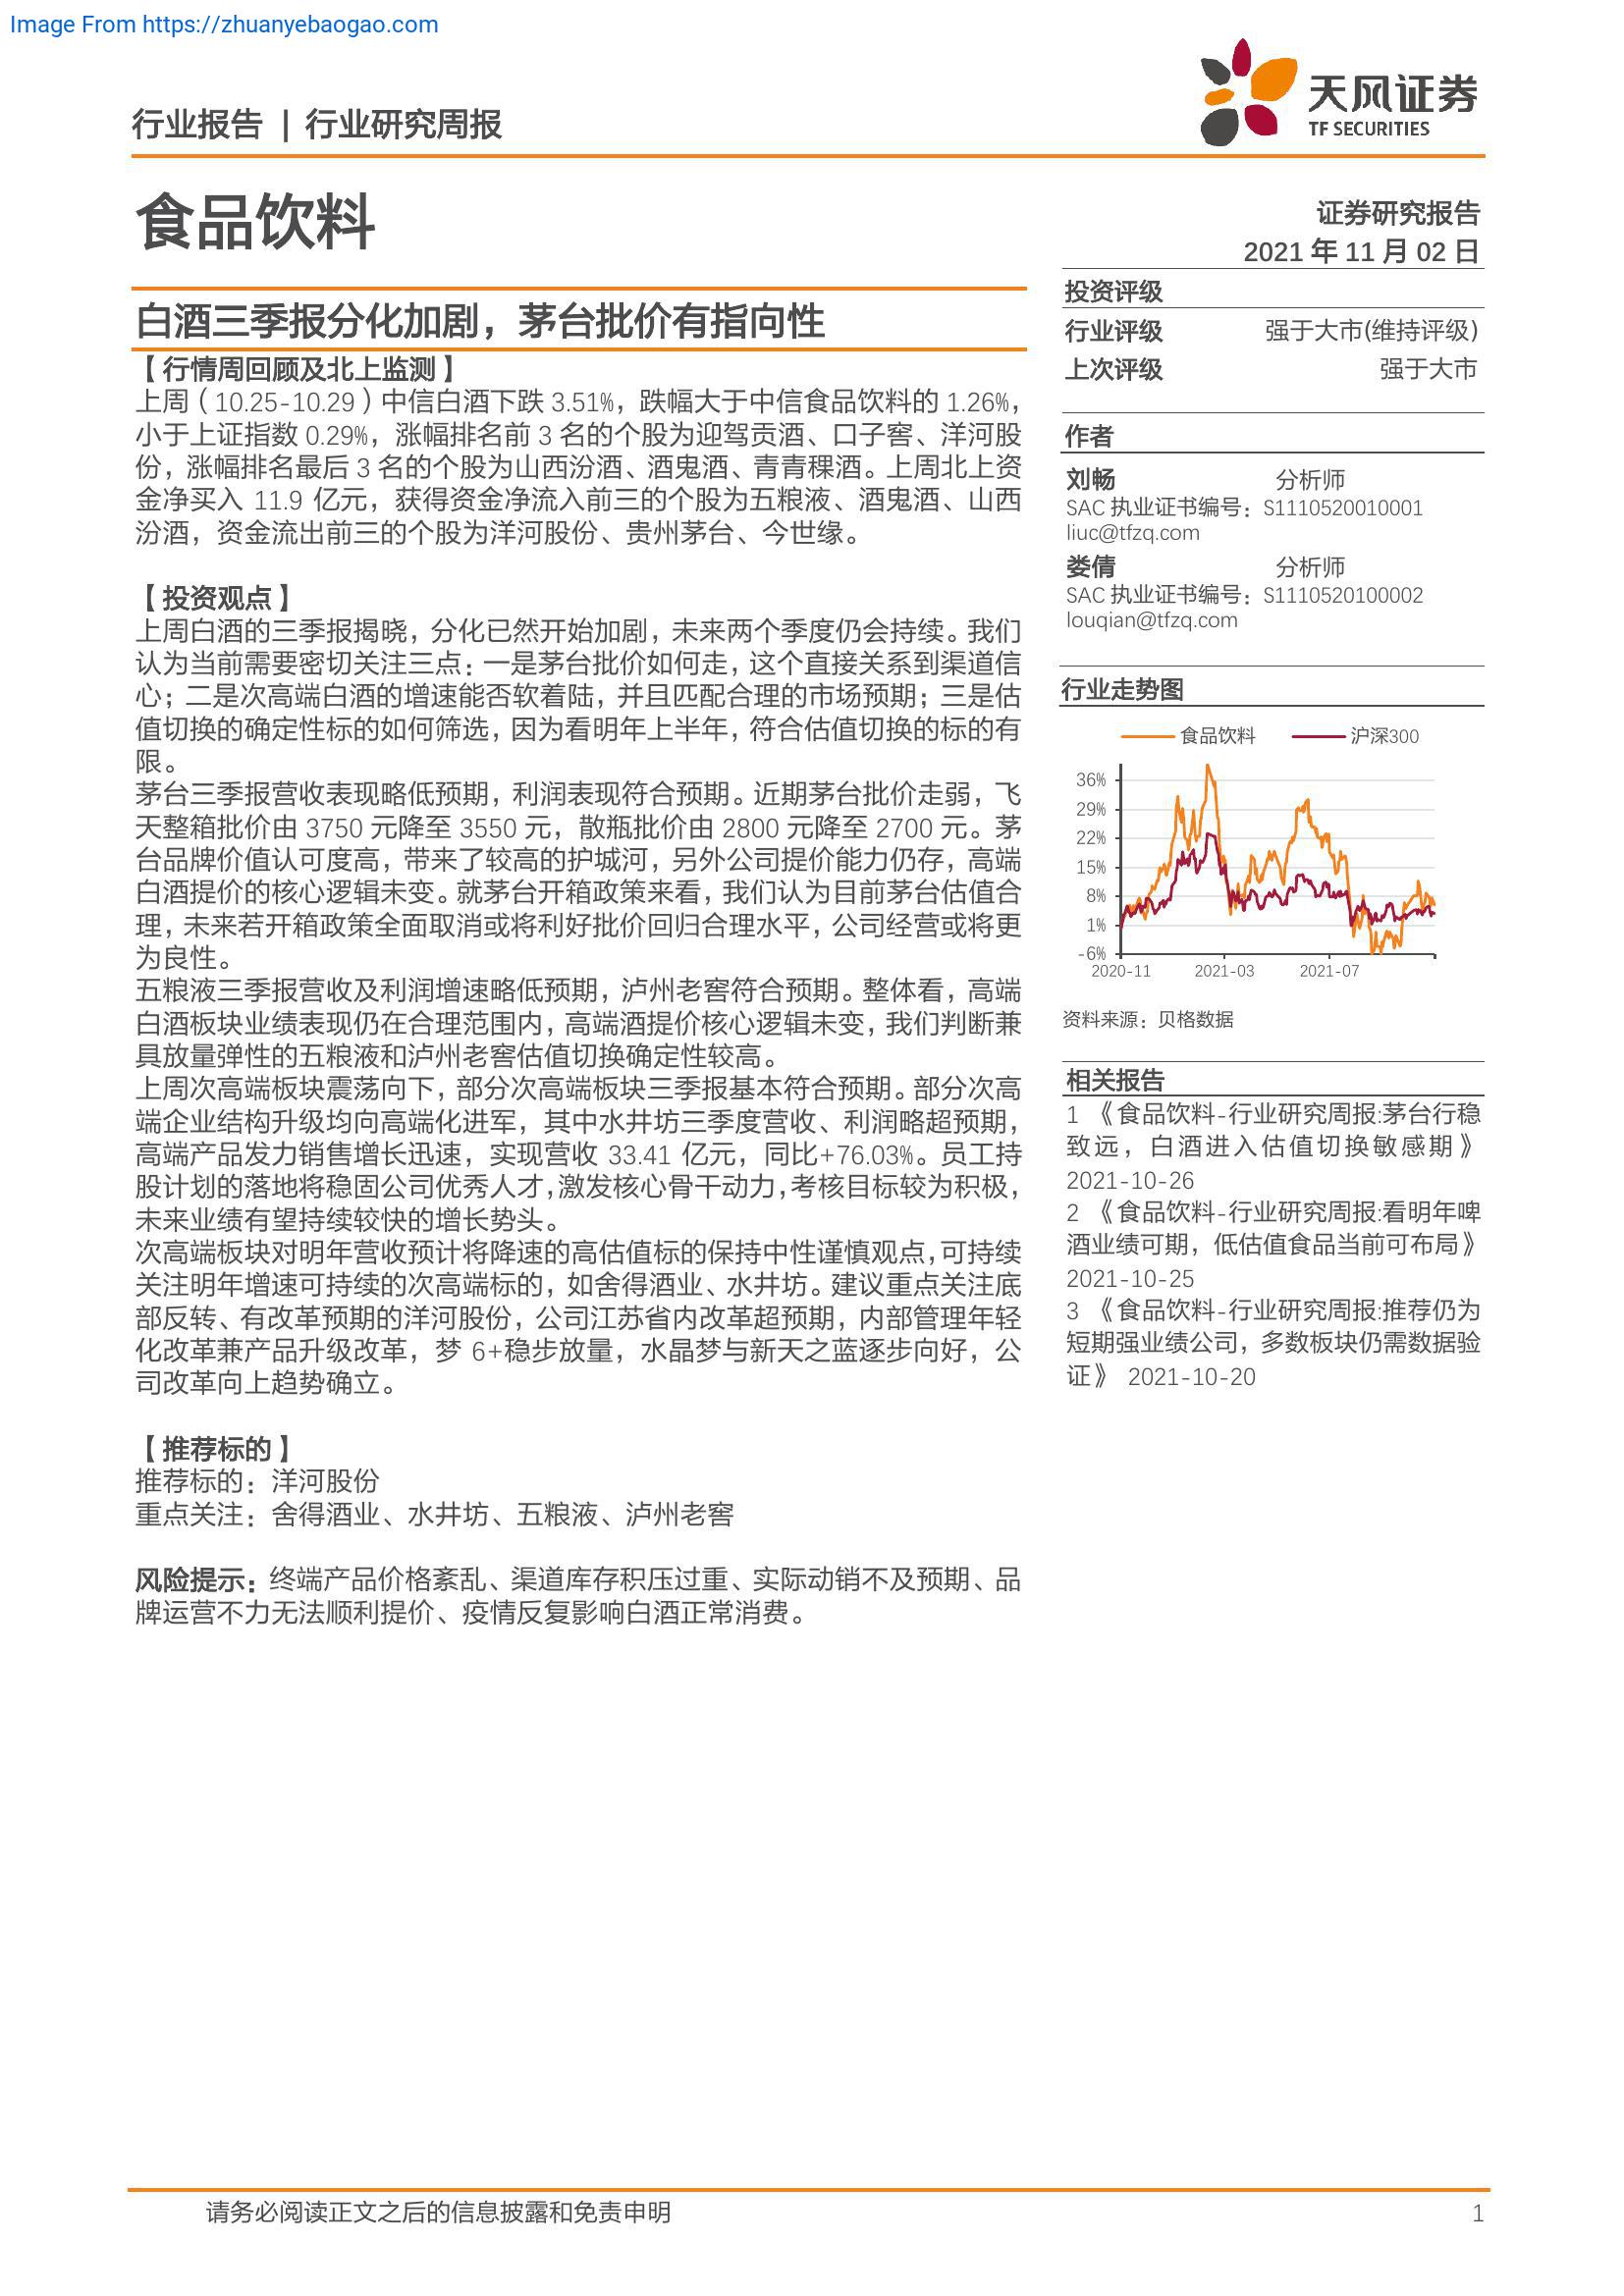 Image From https://zhuanyebaogao.com
行业报告 | 行业研究周报
天风证券
TF SECURITIES
食品饮料
证券研究报告
2021 年 11 月 02 日
白酒三季报分化加剧，茅台批价有指向性
【行情周回顾及北上监测】
上周（10.25-10.29）中信白酒下跌 3.51%，跌幅大于中信食品饮料的 1.26%，
小于上证指数 0.29%，涨幅排名前 3 名的个股为迎驾贡酒、口子窖、洋河股
份，涨幅排名最后 3 名的个股为山西汾酒、酒鬼酒、青青稞酒。上周北上资
金净买入 11.9 亿元，获得资金净流入前三的个股为五粮液、酒鬼酒、山西
汾酒，资金流出前三的个股为洋河股份、贵州茅台、今世缘。
【投资观点】
上周白酒的三季报揭晓，分化已然开始加剧，未来两个季度仍会持续。我们
认为当前需要密切关注三点：一是茅台批价如何走，这个直接关系到渠道信
心；二是次高端白酒的增速能否软着陆，并且匹配合理的市场预期；三是估
值切换的确定性标的如何筛选，因为看明年上半年，符合估值切换的标的有
限。
茅台三季报营收表现略低预期，利润表现符合预期。近期茅台批价走弱，飞
天整箱批价由 3750 元降至 3550 元，散瓶批价由 2800 元降至 2700 元。茅
台品牌价值认可度高，带来了较高的护城河，另外公司提价能力仍存，高端
白酒提价的核心逻辑未变。就茅台开箱政策来看，我们认为目前茅台估值合
理，未来若开箱政策全面取消或将利好批价回归合理水平，公司经营或将更
为良性。
五粮液三季报营收及利润增速略低预期，泸州老窖符合预期。整体看，高端
白酒板块业绩表现仍在合理范围内，高端酒提价核心逻辑未变，我们判断兼
具放量弹性的五粮液和泸州老窖估值切换确定性较高。
上周次高端板块震荡向下，部分次高端板块三季报基本符合预期。部分次高
端企业结构升级均向高端化进军，其中水井坊三季度营收、利润略超预期，
高端产品发力销售增长迅速，实现营收 33.41 亿元，同比+76.03%。员工持
股计划的落地将稳固公司优秀人才，激发核心骨干动力，考核目标较为积极，
未来业绩有望持续较快的增长势头。
次高端板块对明年营收预计将降速的高估值标的保持中性谨慎观点，可持续
关注明年增速可持续的次高端标的，如舍得酒业、水井坊。建议重点关注底
部反转、有改革预期的洋河股份，公司江苏省内改革超预期，内部管理年轻
化改革兼产品升级改革，梦 6+稳步放量，水晶梦与新天之蓝逐步向好，公
司改革向上趋势确立。
【推荐标的】
推荐标的：洋河股份
重点关注：舍得酒业、水井坊、五粮液、泸州老窖
风险提示：终端产品价格紊乱、渠道库存积压过重、实际动销不及预期、品
牌运营不力无法顺利提价、疫情反复影响白酒正常消费。
投资评级
行业评级 强于大市(维持评级)
上次评级 强于大市
作者
刘畅 分析师
SAC 执业证书编号：S1110520010001
liuc@tfzq.com
娄倩 分析师
SAC 执业证书编号：S1110520100002
louqian@tfzq.com
行业走势图
食品饮料 沪深300
36%
29%
22%
15%
8%
1%
-6%
2020-11 2021-03 2021-07
资料来源：贝格数据
相关报告
1 《食品饮料-行业研究周报:茅台行稳
致远，白酒进入估值切换敏感期》
2021-10-26
2 《食品饮料-行业研究周报:看明年啤
酒业绩可期，低估值食品当前可布局》
2021-10-25
3 《食品饮料-行业研究周报:推荐仍为
短期强业绩公司，多数板块仍需数据验
证》 2021-10-20
请务必阅读正文之后的信息披露和免责申明 1